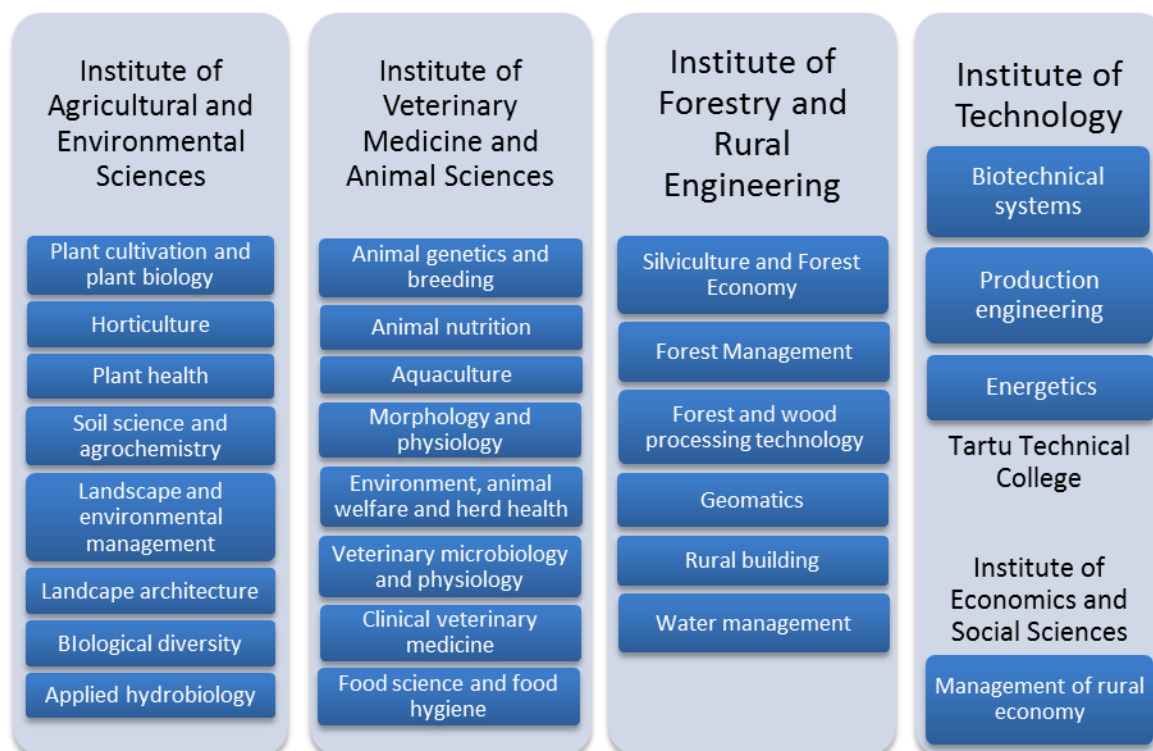 Institute of
Agricultural and
Environmental
Sciences
Plant cultivation and
plant biology
Horticulture
Plant health
Soil science and
agrochemistry
Landscape and
environmental
management
Landcape architecture
BIological diversity
Applied hydrobiology
Institute of
Veterinary
Medicine and
Animal Sciences
Animal genetics and
breeding
Animal nutrition
Aquaculture
Morphology and
physiology
Environment, animal
welfare and herd health
Veterinary microbiology
and physiology
Clinical veterinary
medicine
Food science and food
hygiene
Institute of
Forestry and
Rural
Engineering
Silviculture and Forest
Economy
Forest Management
Forest and wood
processing technology
Geomatics
Rural building
Water management
Institute of
Technology
Biotechnical
systems
Production
engineering
Energetics
Tartu Technical
College
Institute of
Economics and
Social Sciences
Management of rural
economy